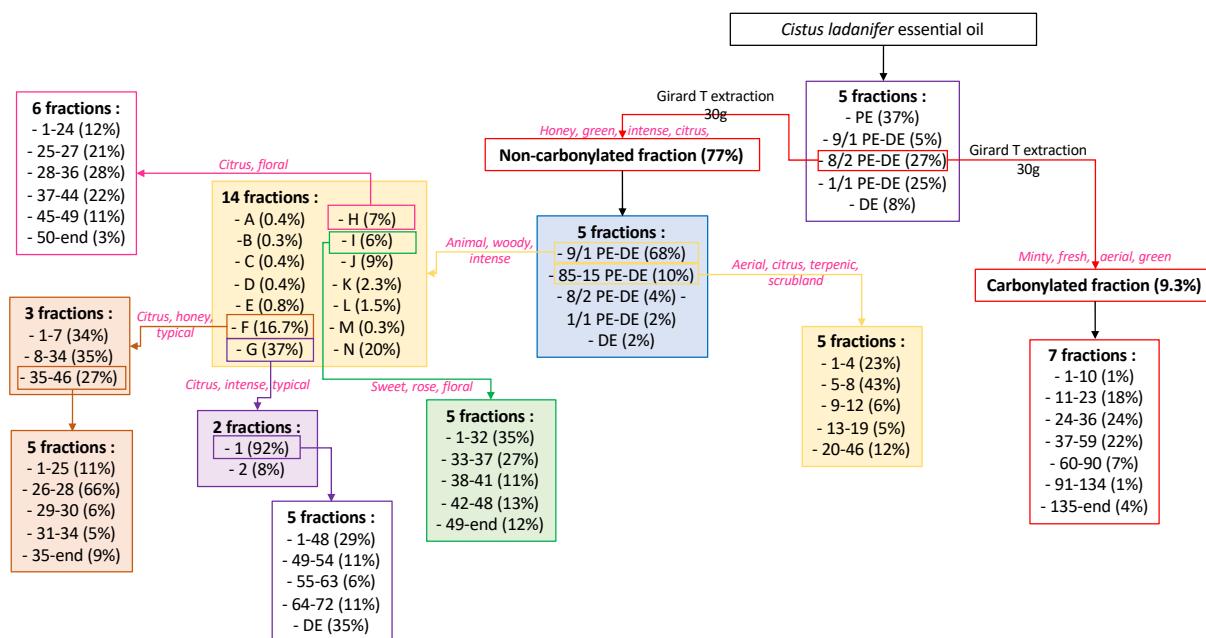 Cistus ladanifer essential oil
5 fractions :
- PE (37%)
- 9/1 PE-DE (5%)
- 8/2 PE-DE (27%)
- 1/1 PE-DE (25%)
- DE (8%)
Girard T extraction
30g
Girard T extraction
30g
Honey, green, intense, citrus,
Non-carbonylated fraction (77%)
Minty, fresh, aerial, green
Carbonylated fraction (9.3%)
7 fractions :
- 1-10 (1%)
- 11-23 (18%)
- 24-36 (24%)
- 37-59 (22%)
- 60-90 (7%)
- 91-134 (1%)
- 135-end (4%)
5 fractions :
- 9/1 PE-DE (68%)
- 85-15 PE-DE (10%)
- 8/2 PE-DE (4%) -
1/1 PE-DE (2%)
- DE (2%)
Aerial, citrus, terpenic,
scrubland
5 fractions :
- 1-4 (23%)
- 5-8 (43%)
- 9-12 (6%)
- 13-19 (5%)
- 20-46 (12%)
Animal, woody,
intense
14 fractions :
- A (0.4%)
- B (0.3%)
- C (0.4%)
- D (0.4%)
- E (0.8%)
- F (16.7%)
- G (37%)
- H (7%)
- I (6%)
- J (9%)
- K (2.3%)
- L (1.5%)
- M (0.3%)
- N (20%)
Citrus, floral
6 fractions :
- 1-24 (12%)
- 25-27 (21%)
- 28-36 (28%)
- 37-44 (22%)
- 45-49 (11%)
- 50-end (3%)
Citrus, honey,
typical
3 fractions :
- 1-7 (34%)
- 8-34 (35%)
- 35-46 (27%)
5 fractions :
- 1-25 (11%)
- 26-28 (66%)
- 29-30 (6%)
- 31-34 (5%)
- 35-end (9%)
Citrus, intense, typical
2 fractions :
- 1 (92%)
- 2 (8%)
5 fractions :
- 1-48 (29%)
- 49-54 (11%)
- 55-63 (6%)
- 64-72 (11%)
- DE (35%)
Sweet, rose, floral
5 fractions :
- 1-32 (35%)
- 33-37 (27%)
- 38-41 (11%)
- 42-48 (13%)
- 49-end (12%)